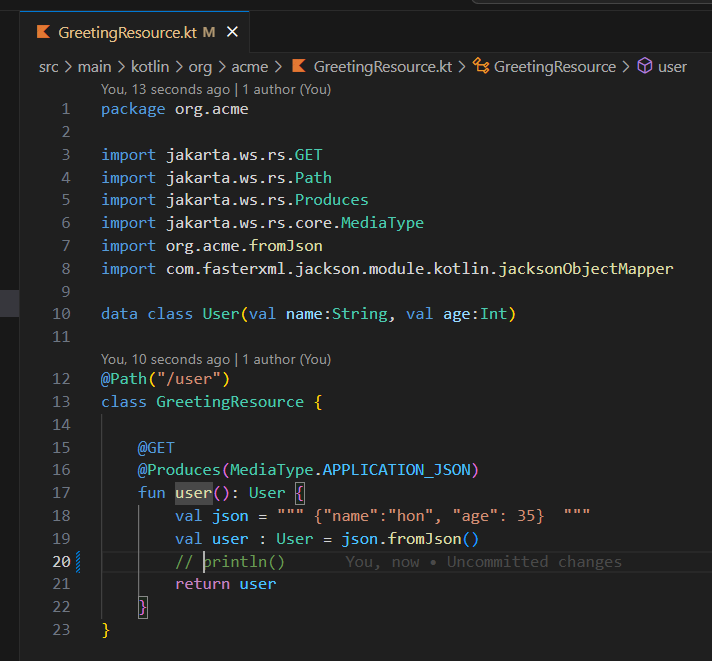 GreetingResource.kt M
src > main > kotlin > org > acme > GreetingResource.kt > GreetingResource > user
You, 13 seconds ago | 1 author (You)
1 package org.acme
2
3 import jakarta.ws.rs.GET
4 import jakarta.ws.rs.Path
5 import jakarta.ws.rs.Produces
6 import jakarta.ws.rs.core.MediaType
7 import org.acme.fromJson
8 import com.fasterxml.jackson.module.kotlin.jacksonObjectMapper
9
10 data class User(val name:String, val age:Int)
11
You, 10 seconds ago | 1 author (You)
12 @Path("/user")
13 class GreetingResource {
14
15     @GET
16     @Produces(MediaType.APPLICATION_JSON)
17     fun user(): User {
18         val json = """ {"name":"hon", "age": 35}  """
19         val user : User = json.fromJson()
20         // println()      You, now • Uncommitted changes
21         return user
22     }
23 }